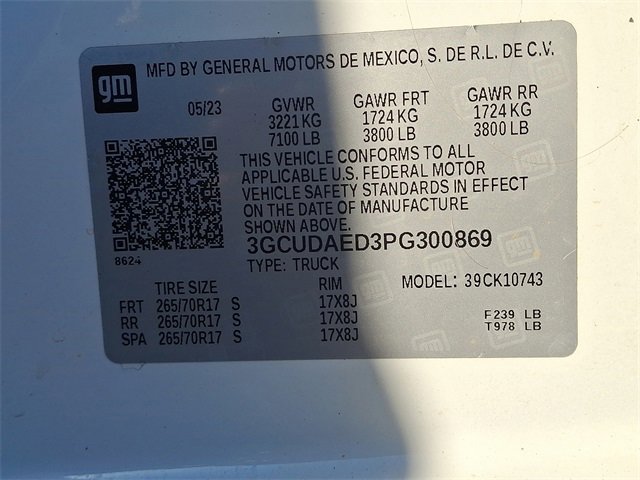 gm
MFD BY GENERAL MOTORS DE MEXICO, S. DE R.L. DE C.V.
05/23 GVWR GAWR FRT GAWR RR
3221 KG 1724 KG 1724 KG
7100 LB 3800 LB 3800 LB
THIS VEHICLE CONFORMS TO ALL
APPLICABLE U.S. FEDERAL MOTOR
VEHICLE SAFETY STANDARDS IN EFFECT
ON THE DATE OF MANUFACTURE
SHOWN ABOVE.
3GCUDAED3PG300869
8624
TYPE: TRUCK MODEL: 39CK10743
TIRE SIZE RIM
FRT 265/70R17 S 17X8J F239 LB
RR 265/70R17 S 17X8J T978 LB
SPA 265/70R17 S 17X8J